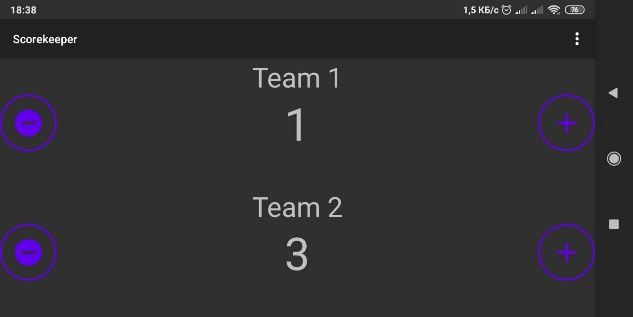 18:38
1,5 КБ/с
76
Scorekeeper
Team 1
1
Team 2
3